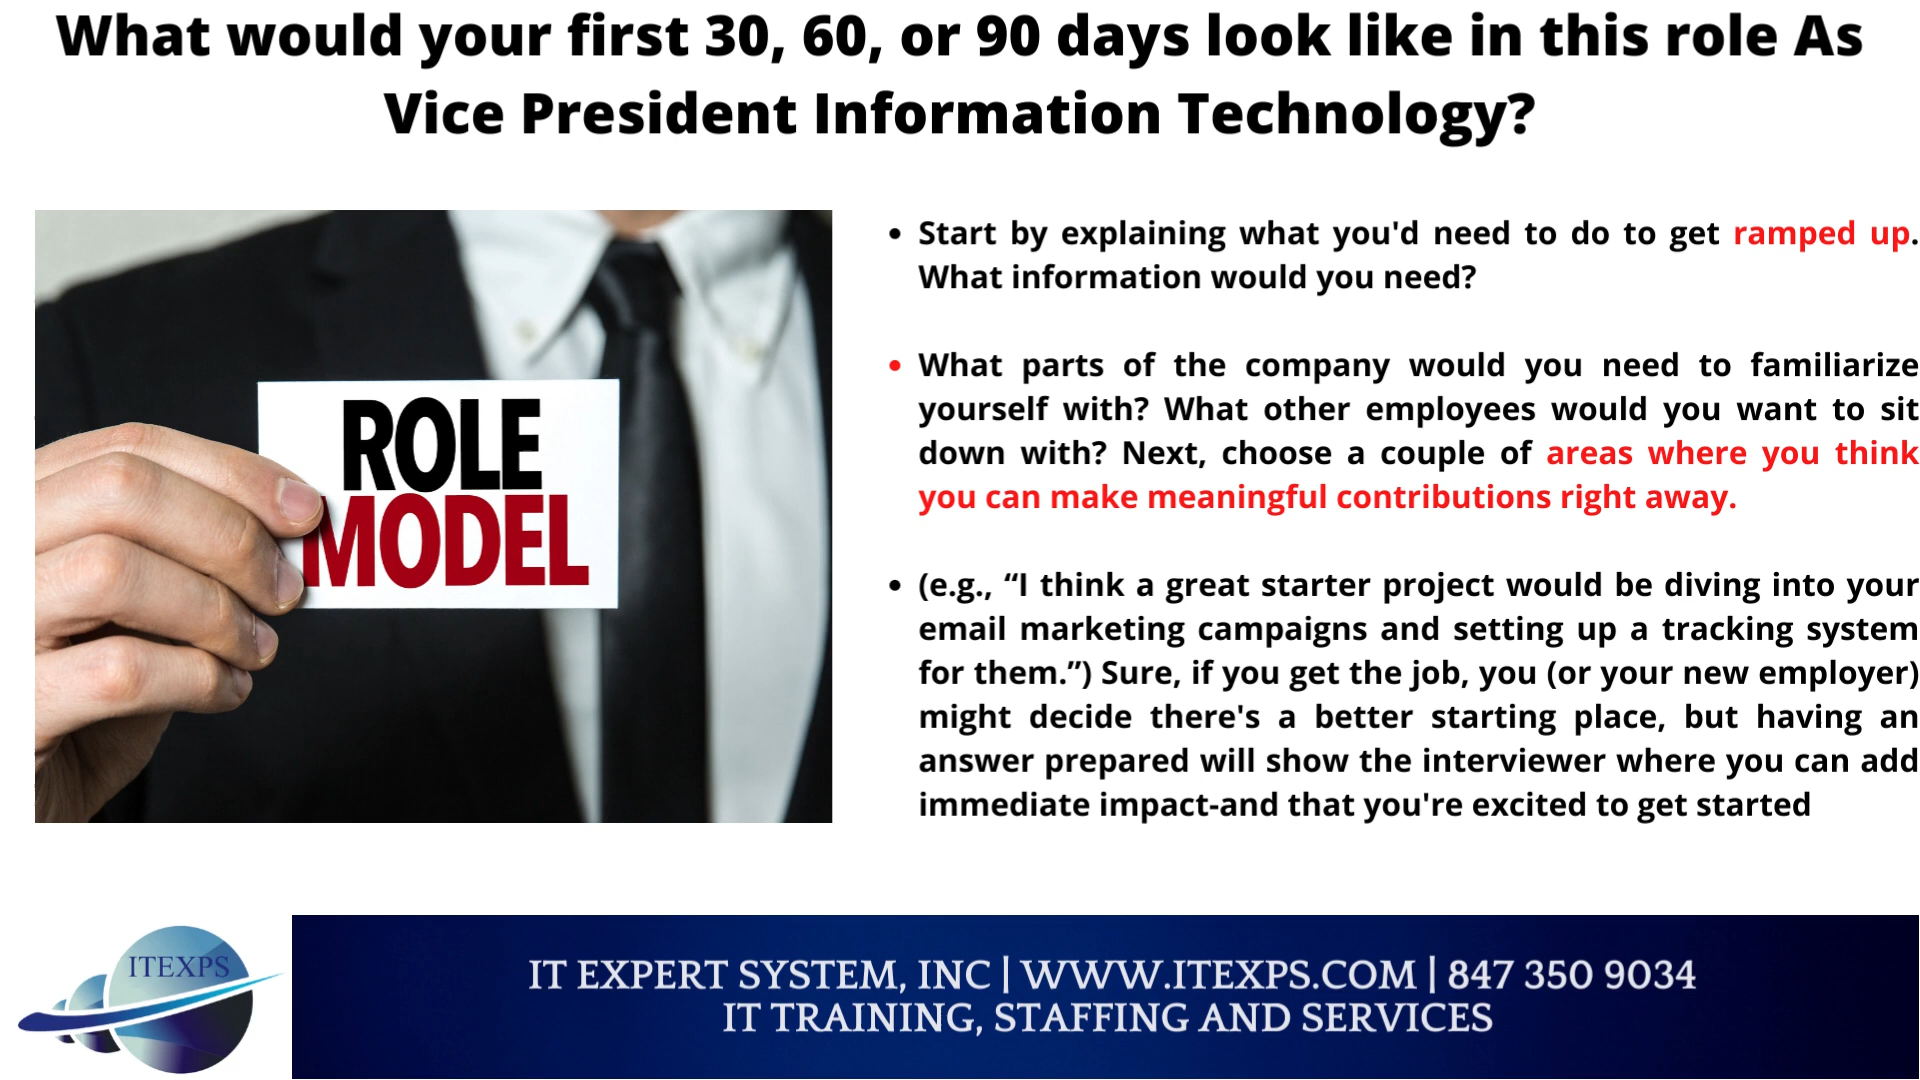 What would your first 30, 60, or 90 days look like in this role As
Vice President Information Technology?
ROLE
MODEL
Start by explaining what you'd need to do to get ramped up.
What information would you need?
What parts of the company would you need to familiarize
yourself with? What other employees would you want to sit
down with? Next, choose a couple of areas where you think
you can make meaningful contributions right away.
(e.g., “I think a great starter project would be diving into your
email marketing campaigns and setting up a tracking system
for them.”) Sure, if you get the job, you (or your new employer)
might decide there's a better starting place, but having an
answer prepared will show the interviewer where you can add
immediate impact-and that you're excited to get started
ITEXPS
IT EXPERT SYSTEM, INC | WWW.ITEXPS.COM | 847 350 9034
IT TRAINING, STAFFING AND SERVICES